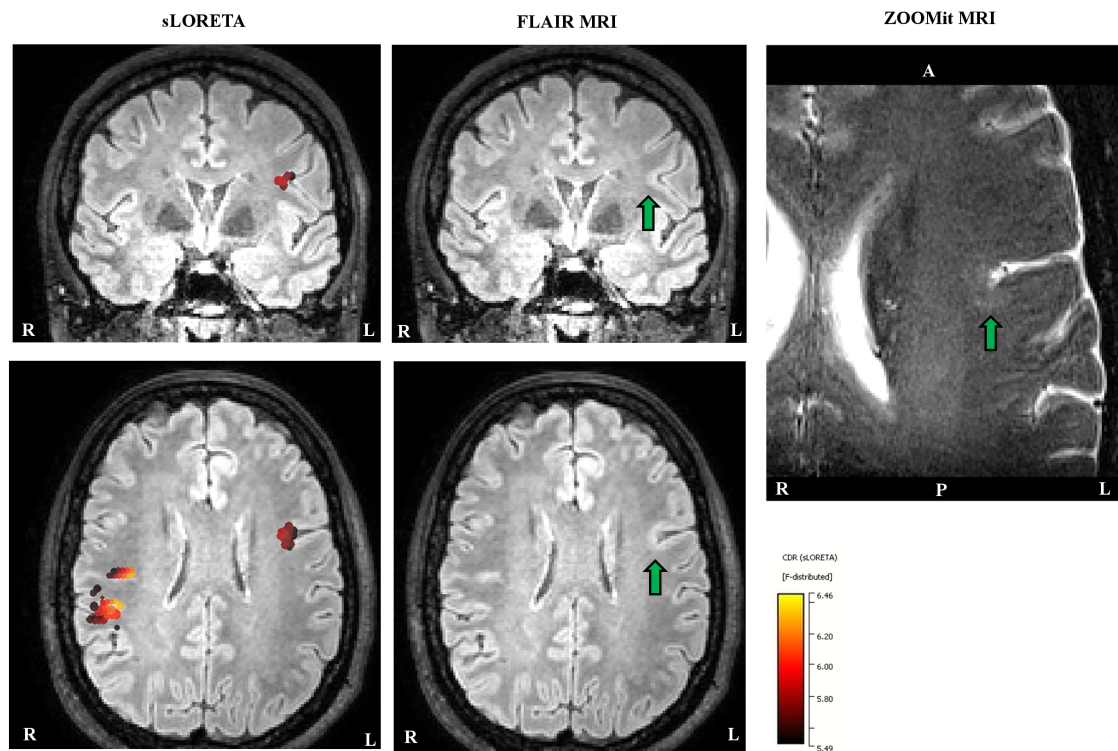 sLORETA
FLAIR MRI
ZOOMit MRI
R
L
R
L
A
R
P
L
R
L
R
L
CDR (sLORETA)
[F-distributed]
6.46
6.20
6.00
5.80
5.49